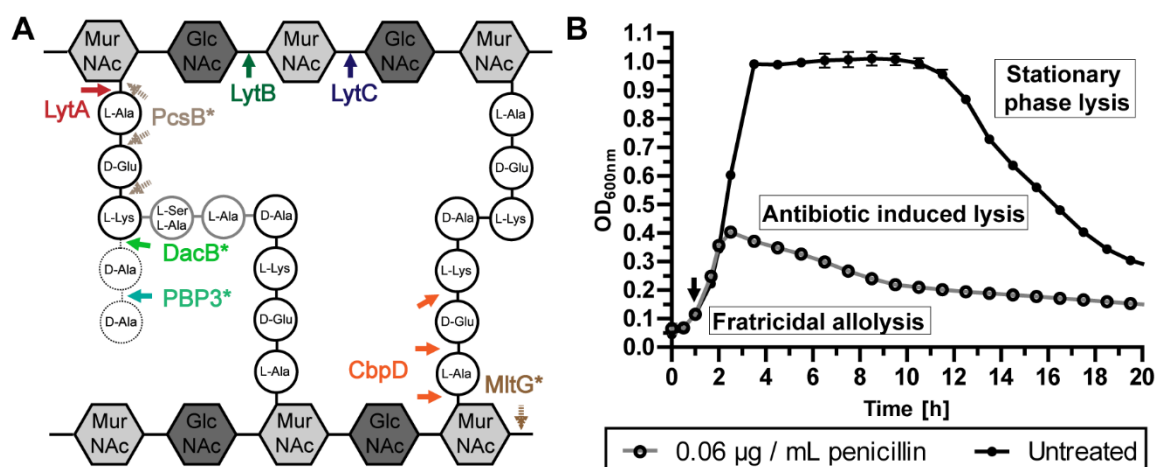 A
Mur
NAc
Glc
NAc
Mur
NAc
Glc
NAc
Mur
NAc
LytB
LytC
LytA
PcsB*
L-Ala
D-Glu
L-Lys
L-Ser
L-Ala
L-Ala
D-Ala
DacB*
D-Ala
PBP3*
D-Ala
L-Lys
D-Glu
L-Ala
L-Ala
D-Glu
D-Ala
L-Lys
L-Lys
D-Glu
CbpD
L-Ala
MltG*
Mur
NAc
Glc
NAc
Mur
NAc
Glc
NAc
Mur
NAc
B
OD600nm
1.1
1.0
0.9
0.8
0.7
0.6
0.5
0.4
0.3
0.2
0.1
0.0
Stationary
phase lysis
Antibiotic induced lysis
Fratricidal allolysis
0 2 4 6 8 10 12 14 16 18 20
Time [h]
0.06 µg / mL penicillin
Untreated